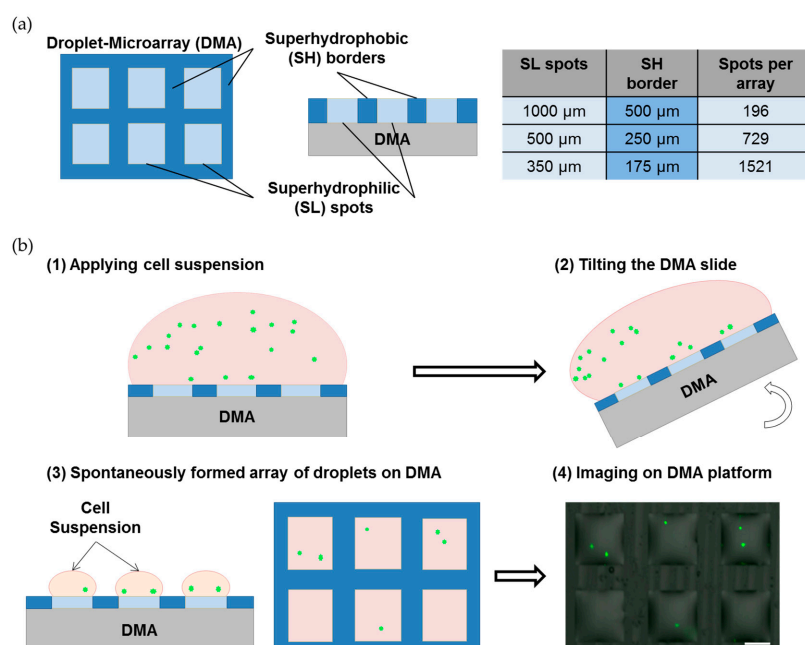 (a)
Droplet-Microarray (DMA)
Superhydrophobic
(SH) borders
DMA
Superhydrophilic
(SL) spots
SL spots SH border Spots per array
1000 µm 500 µm 196
500 µm 250 µm 729
350 µm 175 µm 1521
(b)
(1) Applying cell suspension
(2) Tilting the DMA slide
DMA
DMA
(3) Spontaneously formed array of droplets on DMA
(4) Imaging on DMA platform
Cell
Suspension
DMA